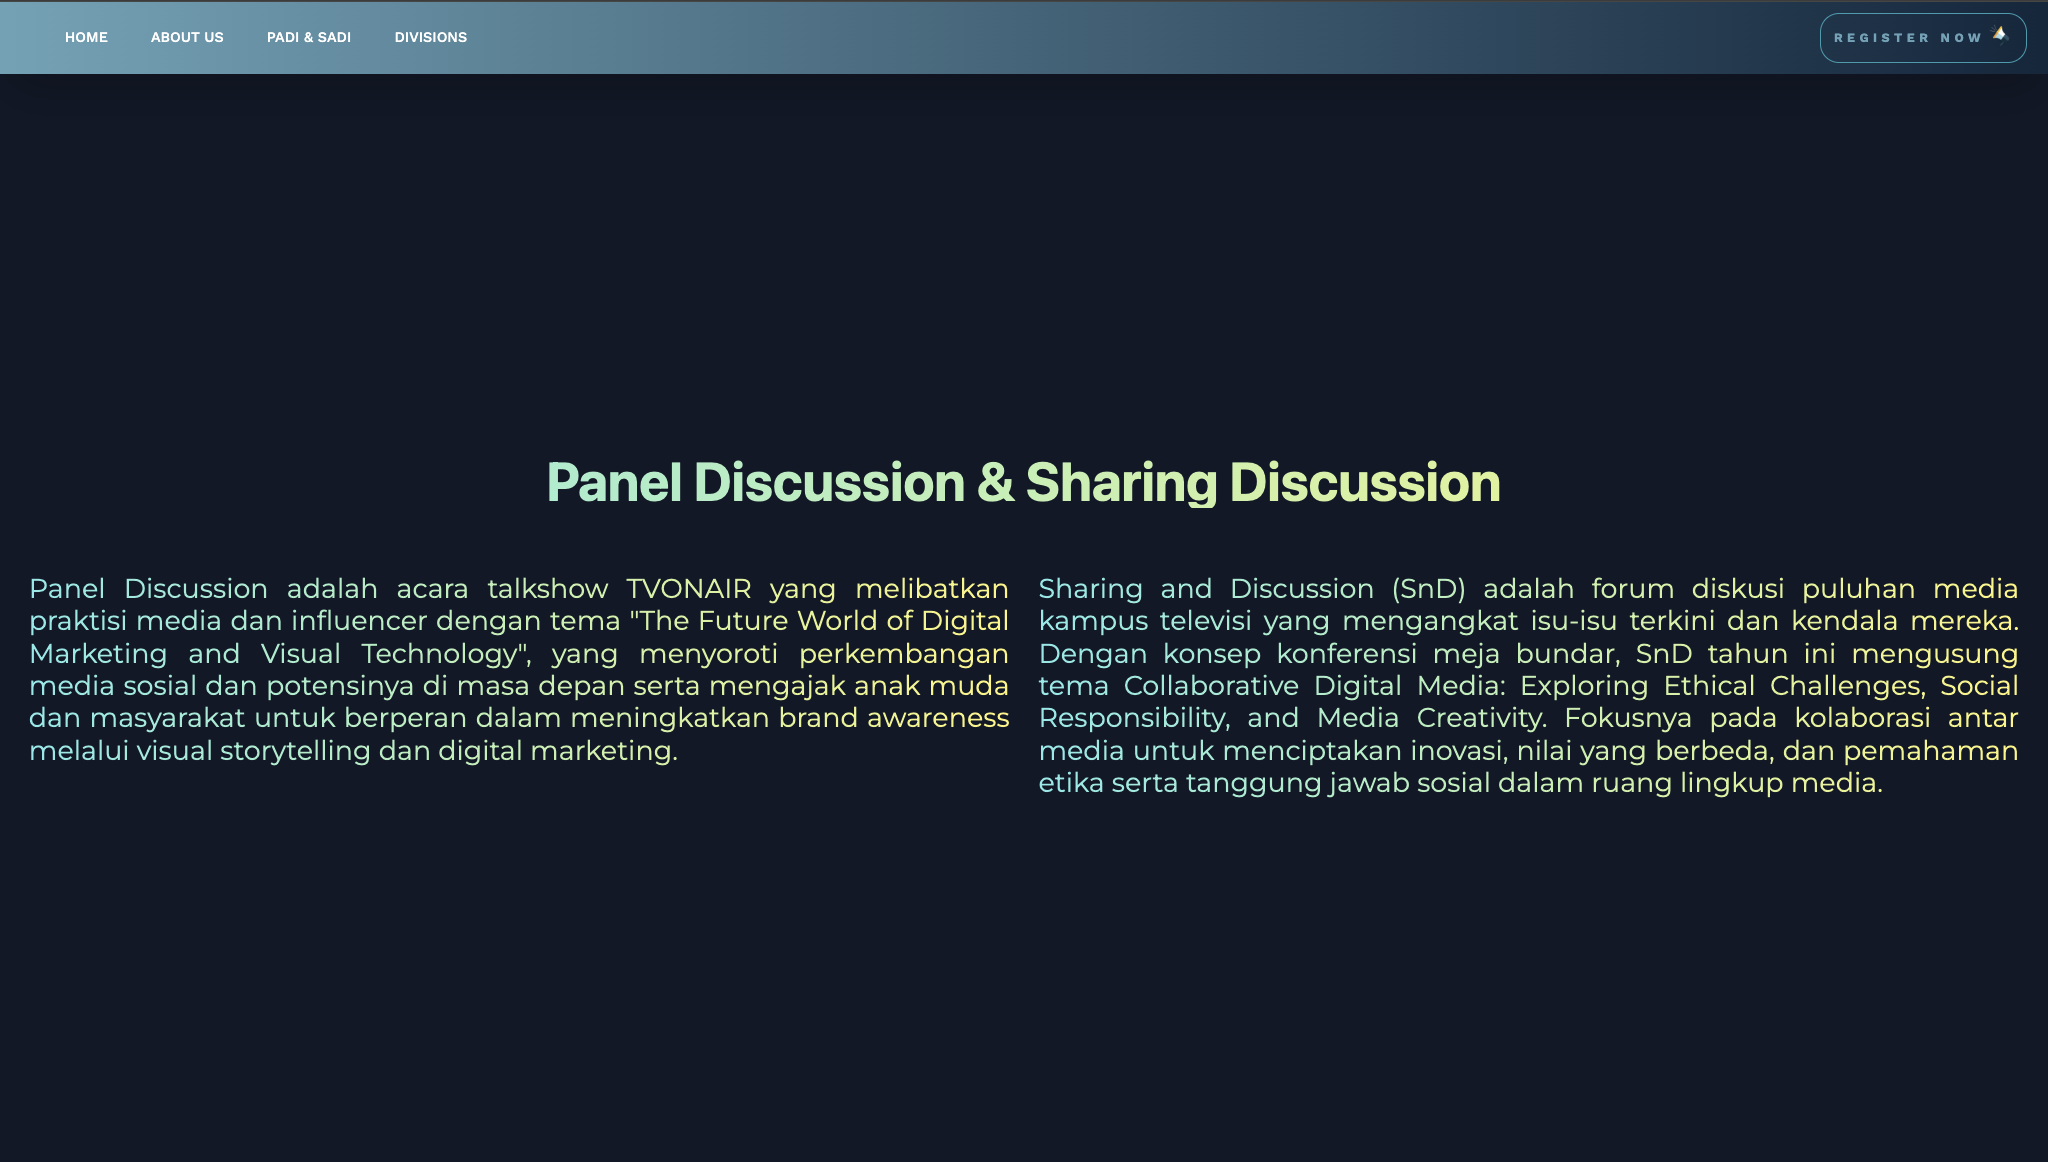 HOME ABOUT US PADI & SADI DIVISIONS REGISTER NOW
Panel Discussion & Sharing Discussion
Panel Discussion adalah acara talkshow TVONAIR yang melibatkan
praktisi media dan influencer dengan tema "The Future World of Digital
Marketing and Visual Technology", yang menyoroti perkembangan
media sosial dan potensinya di masa depan serta mengajak anak muda
dan masyarakat untuk berperan dalam meningkatkan brand awareness
melalui visual storytelling dan digital marketing.
Sharing and Discussion (SnD) adalah forum diskusi puluhan media
kampus televisi yang mengangkat isu-isu terkini dan kendala mereka.
Dengan konsep konferensi meja bundar, SnD tahun ini mengusung
tema Collaborative Digital Media: Exploring Ethical Challenges, Social
Responsibility, and Media Creativity. Fokusnya pada kolaborasi antar
media untuk menciptakan inovasi, nilai yang berbeda, dan pemahaman
etika serta tanggung jawab sosial dalam ruang lingkup media.